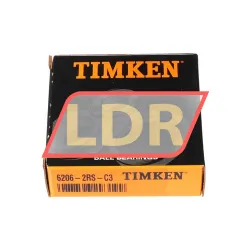 TIMKEN
LDR
BALL BEARINGS
6206-2RS-C3
TIMKEN